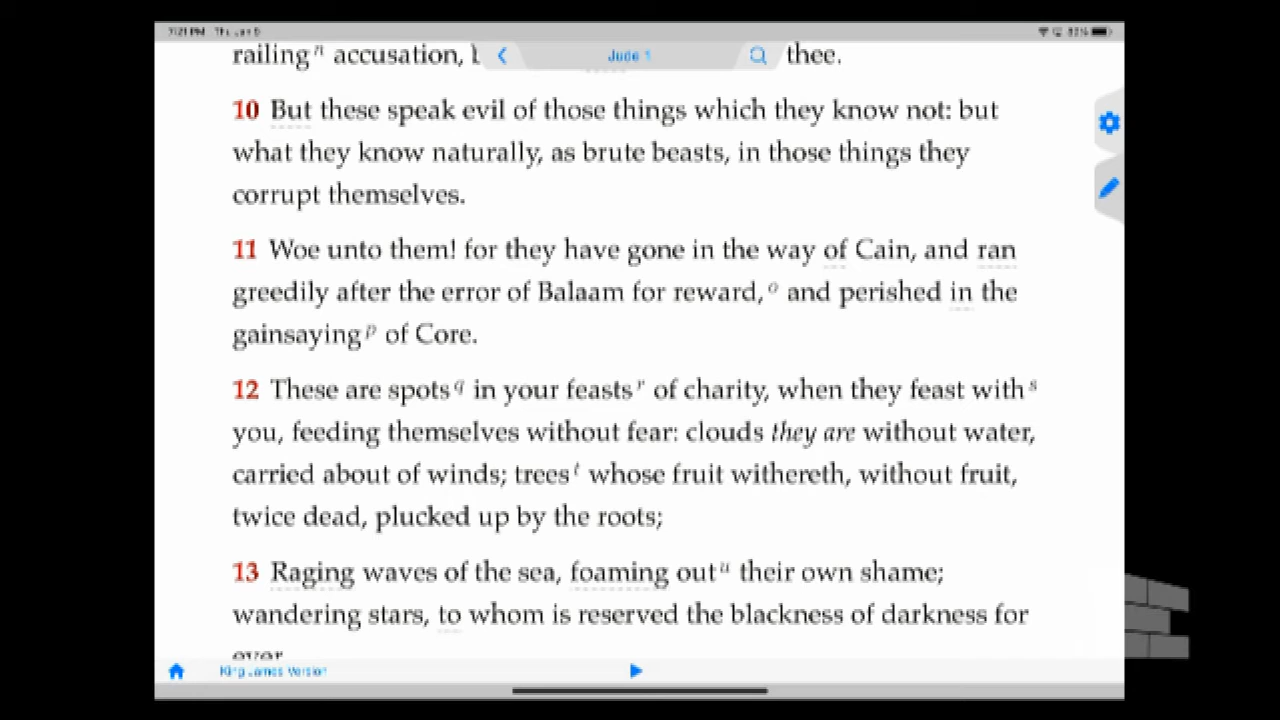 7:21 PM
railingⁿ accusation, thee.
Jude 1
10 But these speak evil of those things which they know not: but
what they know naturally, as brute beasts, in those things they
corrupt themselves.
11 Woe unto them! for they have gone in the way of Cain, and ran
greedily after the error of Balaam for reward,ᵒ and perished in the
gainsayingᵖ of Core.
12 These are spots q in your feasts r of charity, when they feast with s
you, feeding themselves without fear: clouds they are without water,
carried about of winds; trees t whose fruit withereth, without fruit,
twice dead, plucked up by the roots;
13 Raging waves of the sea, foaming out u their own shame;
wandering stars, to whom is reserved the blackness of darkness for
ever
King James Version